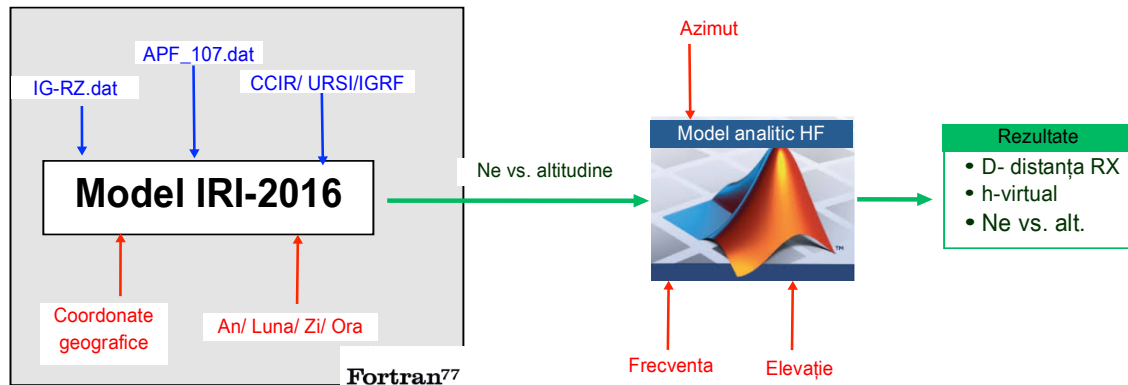 APF_107.dat
IG-RZ.dat
CCIR/ URSI/IGRF
Model IRI-2016
Coordonate
geografice
An/ Luna/ Zi/ Ora
Fortran77
Ne vs. altitudine
Azimut
Model analitic HF
TM
Frecventa
Elevație
Rezultate
• D- distanța RX
• h-virtual
• Ne vs. alt.